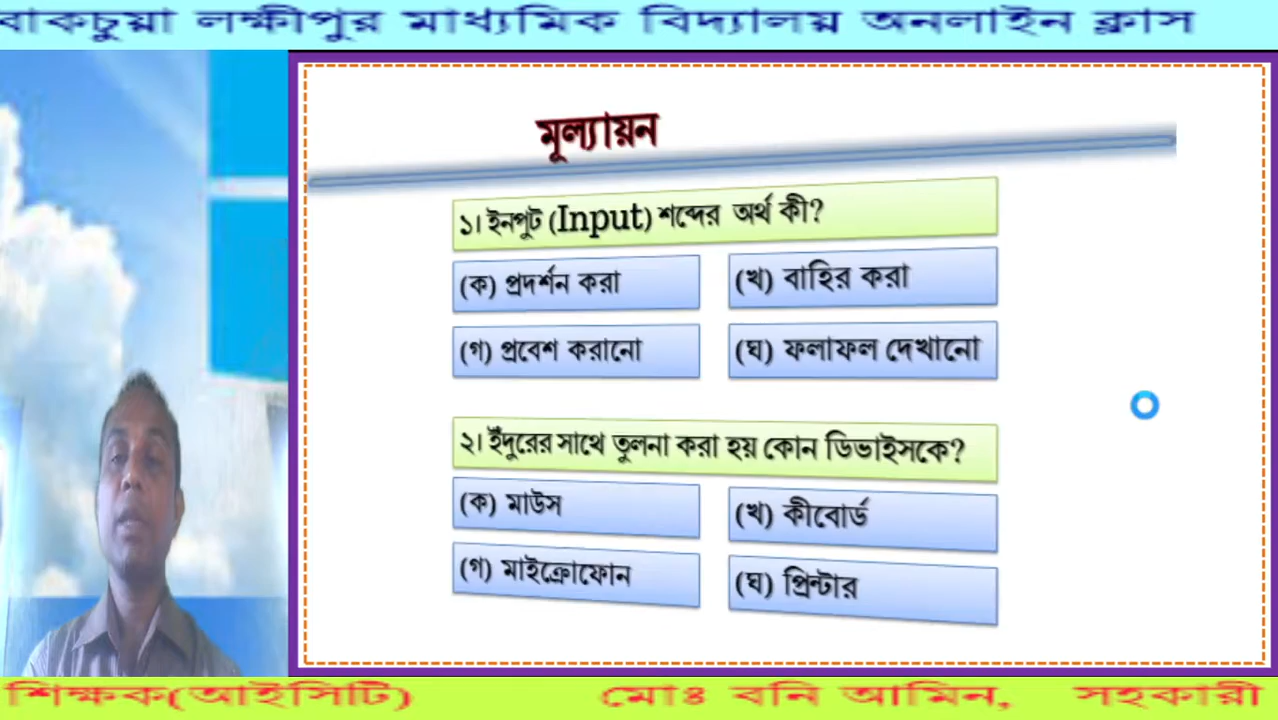 বাকচুয়া লক্ষীপুর মাধ্যমিক বিদ্যালয় অনলাইন ক্লাস
মূল্যায়ন
১। ইনপুট (Input) শব্দের অর্থ কী?
(ক) প্রদর্শন করা (খ) বাহির করা
(গ) প্রবেশ করানো (ঘ) ফলাফল দেখানো
২। ইঁদুরের সাথে তুলনা করা হয় কোন ডিভাইসকে?
(ক) মাউস (খ) কীবোর্ড
(গ) মাইক্রোফোন (ঘ) প্রিন্টার
শিক্ষক(আইসিটি) মোঃ বনি আমিন, সহকারী